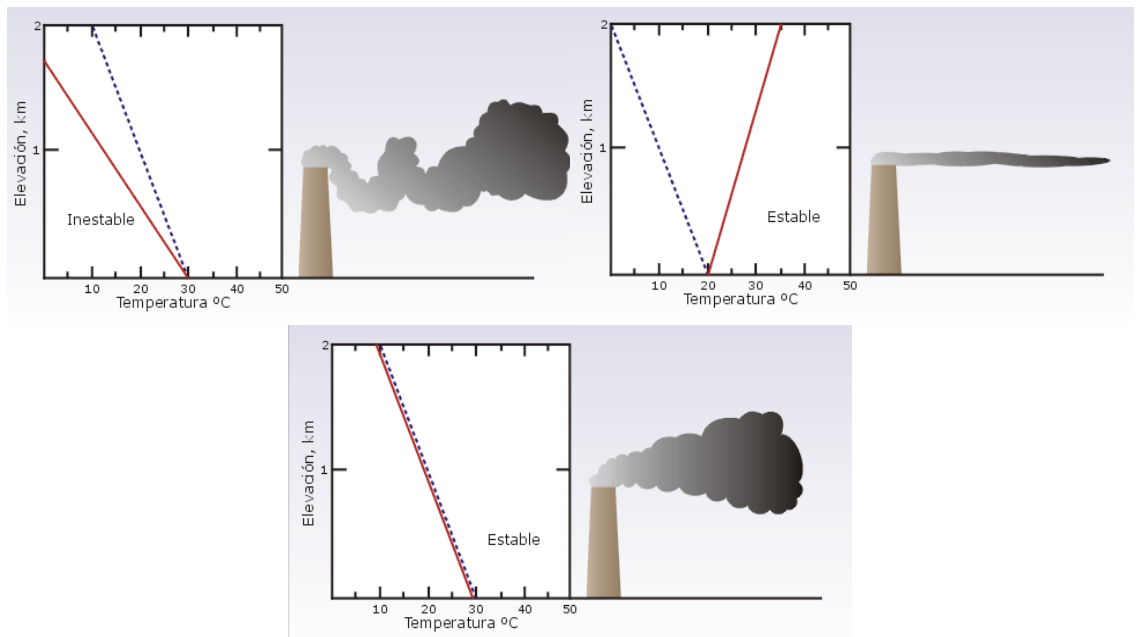 2
1
Elevación, km
Inestable
10 20 30 40 50
Temperatura ºC
2
1
Elevación, km
Estable
10 20 30 40 50
Temperatura ºC
2
1
Elevación, km
Estable
10 20 30 40 50
Temperatura ºC